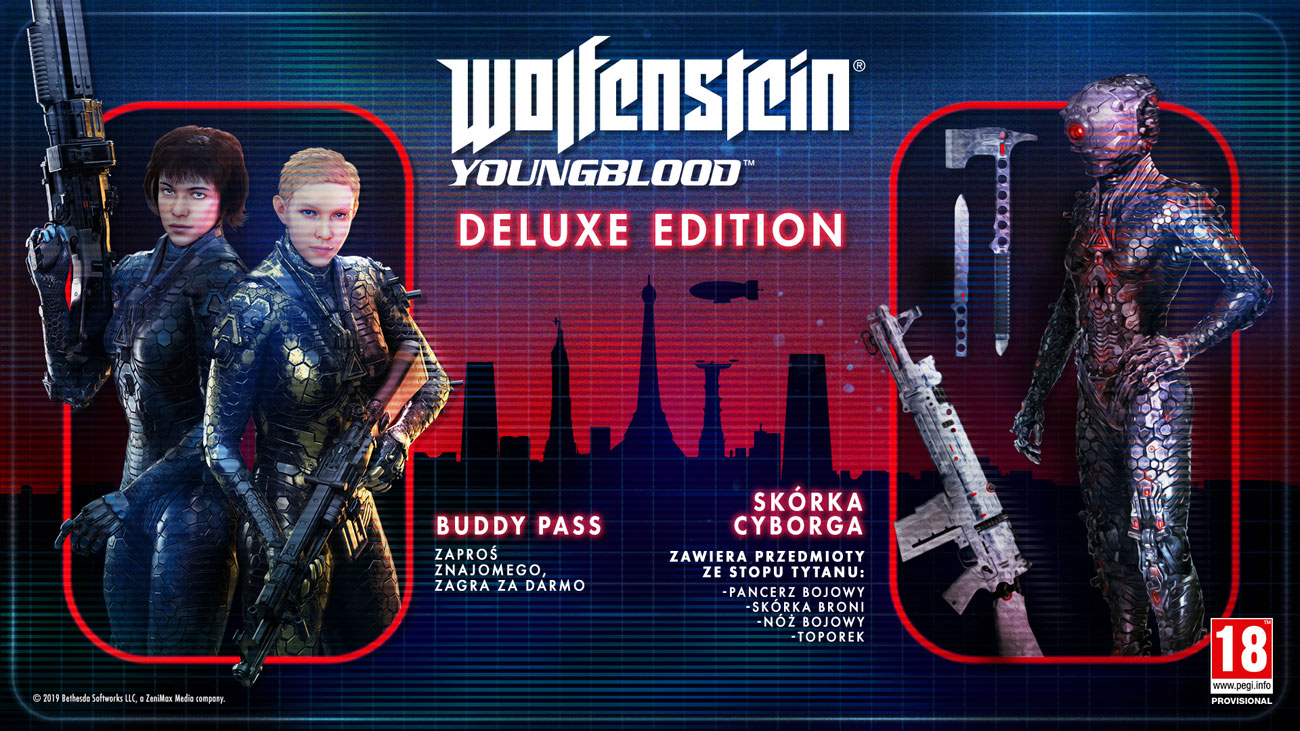 Wolfenstein®
YOUNGBLOOD™
DELUXE EDITION
BUDDY PASS
ZAPROŚ
ZNAJOMEGO,
ZAGRA ZA DARMO
SKÓRKA
CYBORGA
ZAWIERA PRZEDMIOTY
ZE STOPU TYTANU:
-PANCERZ BOJOWY
-SKÓRKA BRONI
-NÓŻ BOJOWY
-TOPOREK
18™
www.pegi.info
PROVISIONAL
© 2019 Bethesda Softworks LLC, a ZeniMax Media company.